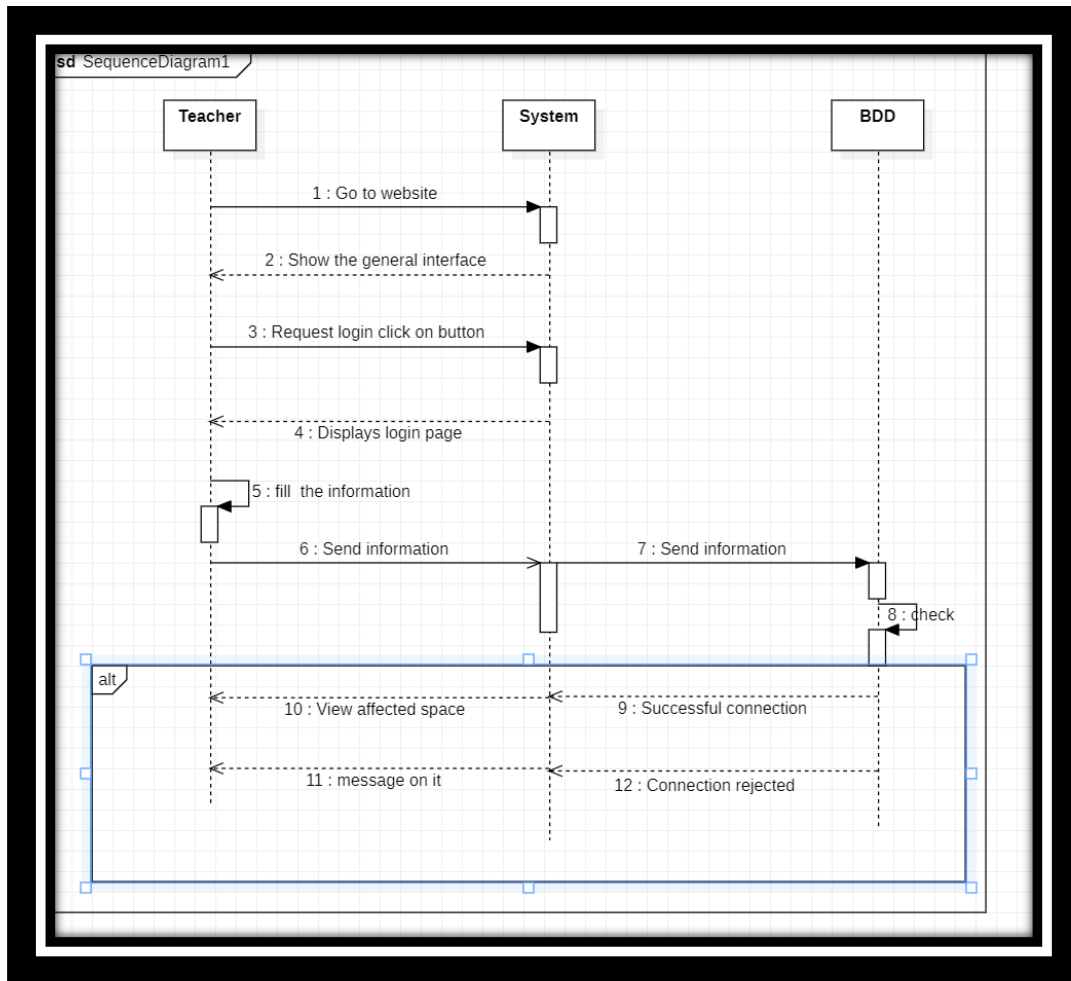 sd SequenceDiagram1
Teacher System BDD
1 : Go to website
2 : Show the general interface
3 : Request login click on button
4 : Displays login page
5 : fill  the information
6 : Send information 7 : Send information
8 : check
alt
10 : View affected space 9 : Successful connection
11 : message on it 12 : Connection rejected